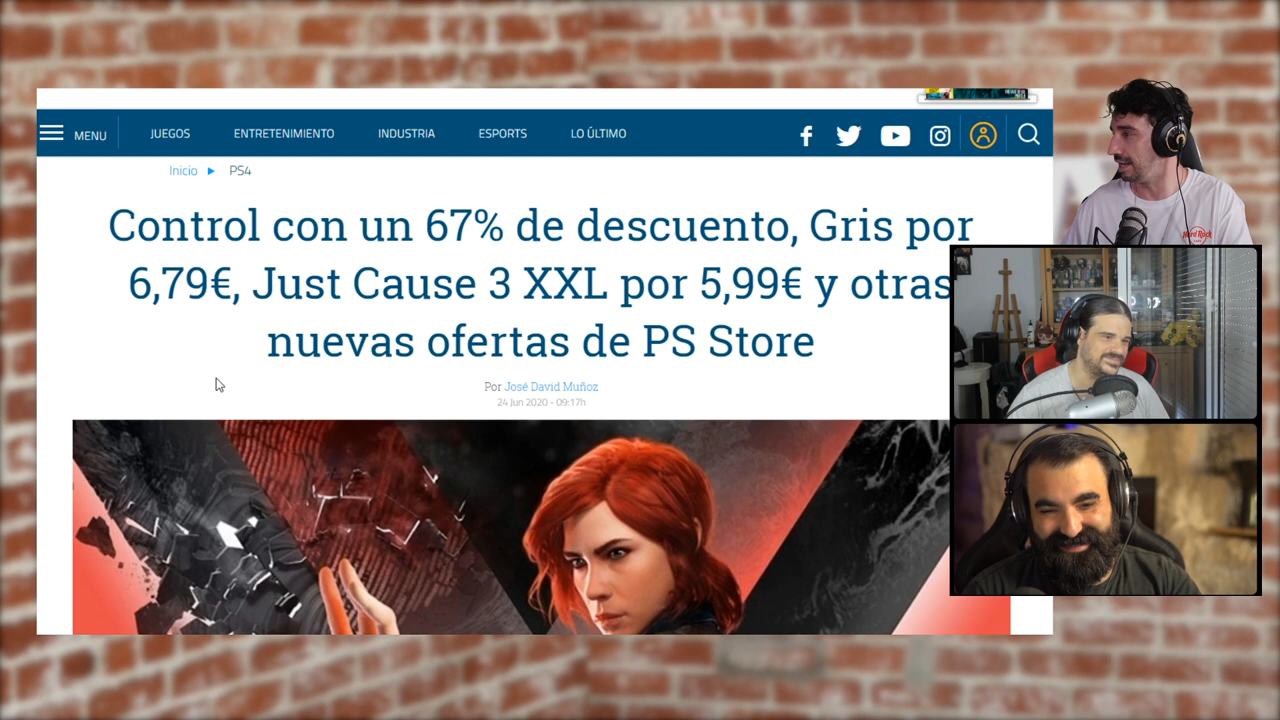 MENU JUEGOS ENTRETENIMIENTO INDUSTRIA ESPORTS LO ÚLTIMO
Inicio PS4
Control con un 67% de descuento, Gris por
6,79€, Just Cause 3 XXL por 5,99€ y otras
nuevas ofertas de PS Store
Por José David Muñoz
24 Jun 2020 - 09:17h
Hard Rock